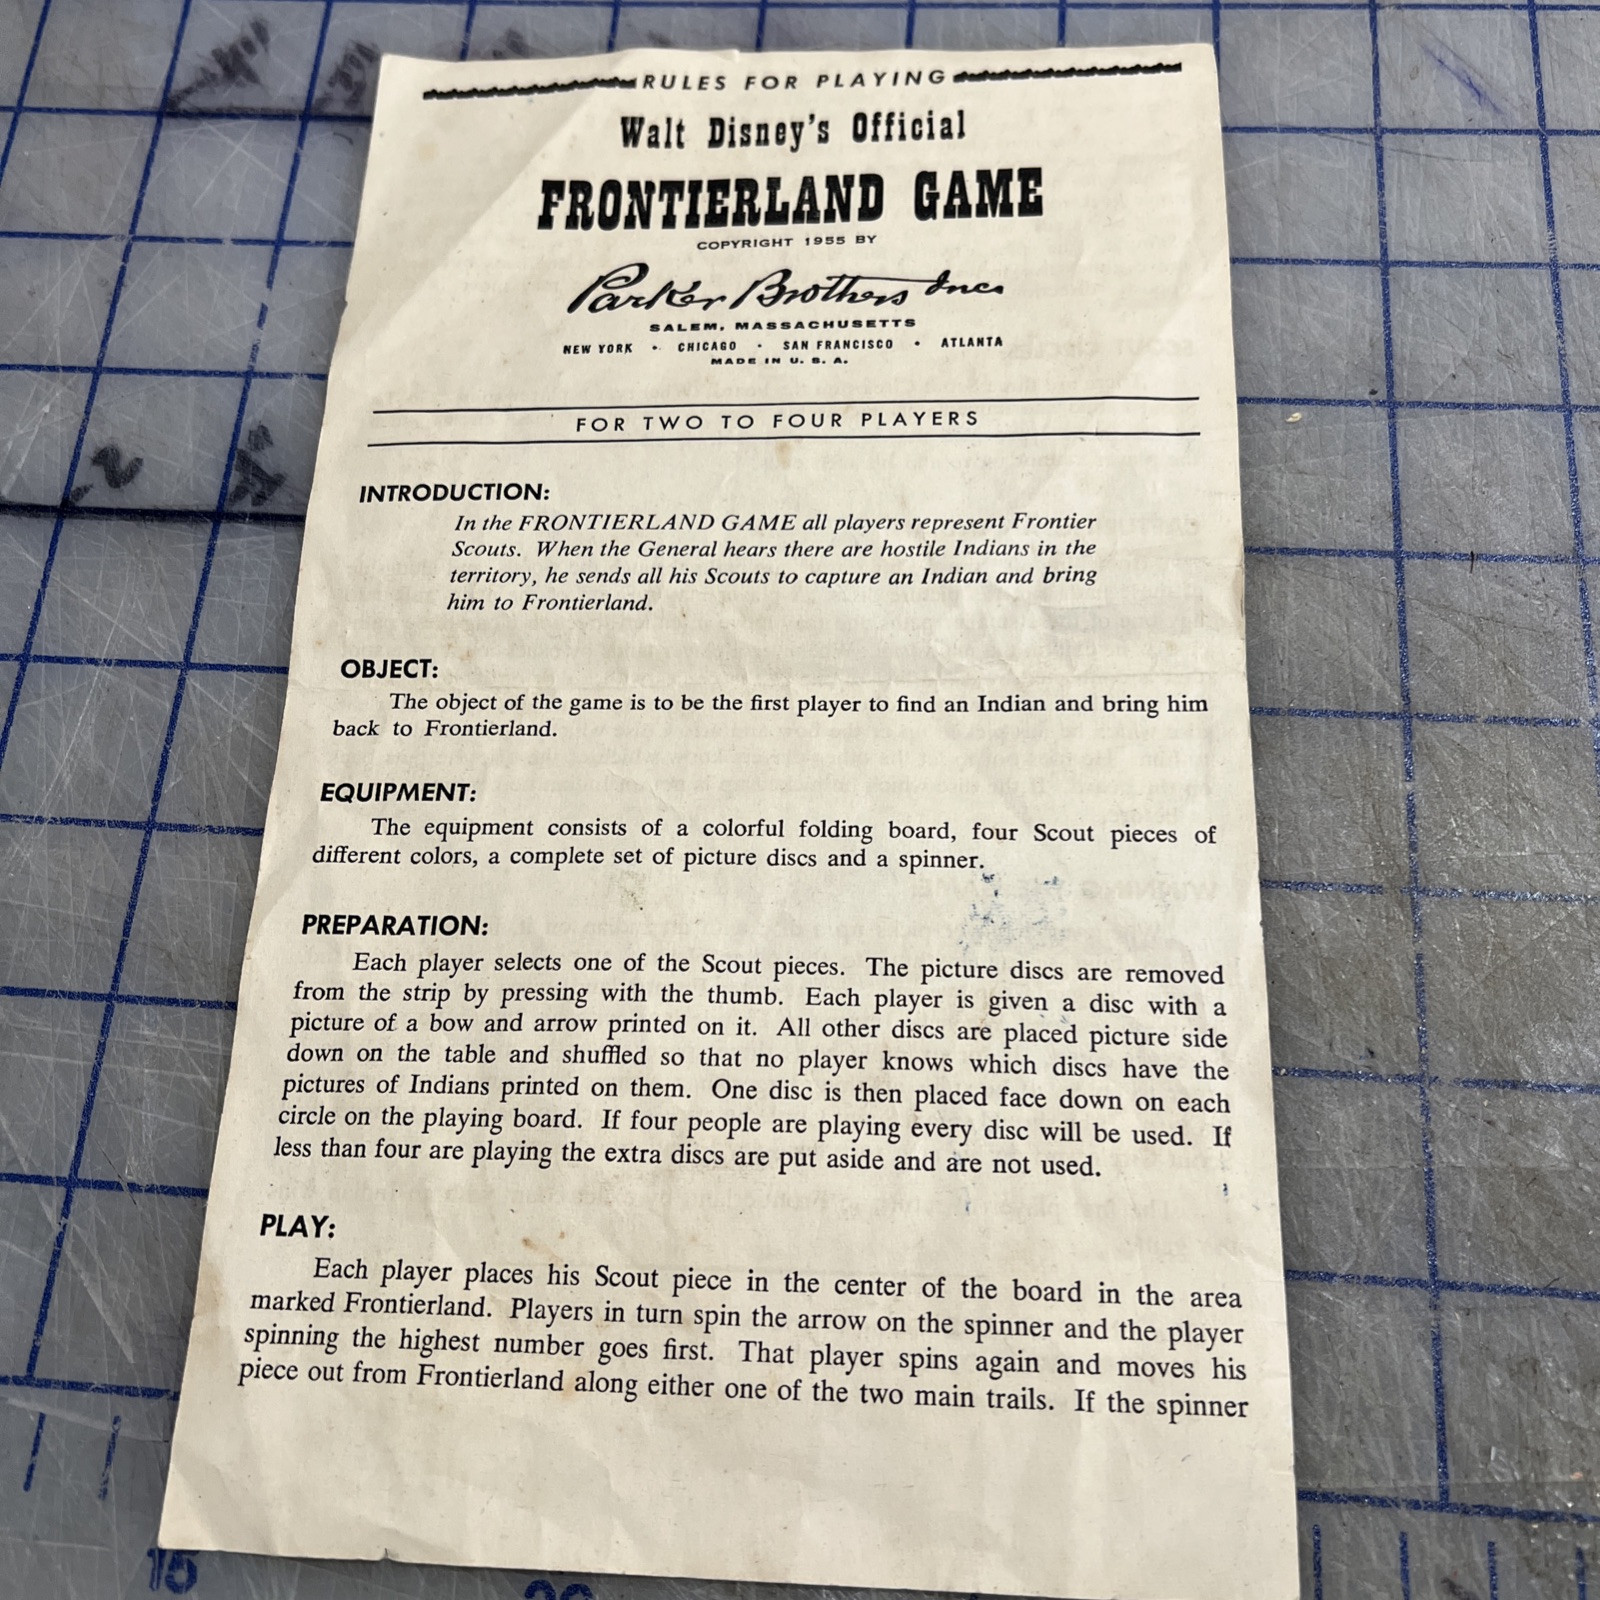 RULES FOR PLAYING
Walt Disney's Official
FRONTIERLAND GAME
COPYRIGHT 1955 BY
Parker Brothers Inc.
SALEM, MASSACHUSETTS
NEW YORK • CHICAGO • SAN FRANCISCO • ATLANTA
MADE IN U. S. A.
FOR TWO TO FOUR PLAYERS
INTRODUCTION:
In the FRONTIERLAND GAME all players represent Frontier
Scouts. When the General hears there are hostile Indians in the
territory, he sends all his Scouts to capture an Indian and bring
him to Frontierland.
OBJECT:
The object of the game is to be the first player to find an Indian and bring him
back to Frontierland.
EQUIPMENT:
The equipment consists of a colorful folding board, four Scout pieces of
different colors, a complete set of picture discs and a spinner.
PREPARATION:
Each player selects one of the Scout pieces. The picture discs are removed
from the strip by pressing with the thumb. Each player is given a disc with a
picture of a bow and arrow printed on it. All other discs are placed picture side
down on the table and shuffled so that no player knows which discs have the
pictures of Indians printed on them. One disc is then placed face down on each
circle on the playing board. If four people are playing every disc will be used. If
less than four are playing the extra discs are put aside and are not used.
PLAY:
Each player places his Scout piece in the center of the board in the area
marked Frontierland. Players in turn spin the arrow on the spinner and the player
spinning the highest number goes first. That player spins again and moves his
piece out from Frontierland along either one of the two main trails. If the spinner
15
20